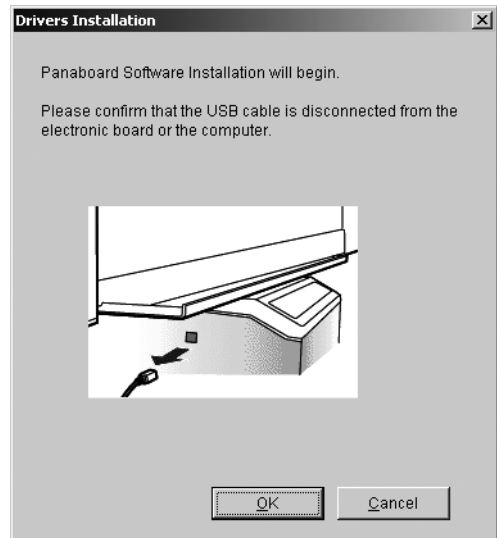 Drivers Installation
Panaboard Software Installation will begin.
Please confirm that the USB cable is disconnected from the
electronic board or the computer.
OK
Cancel